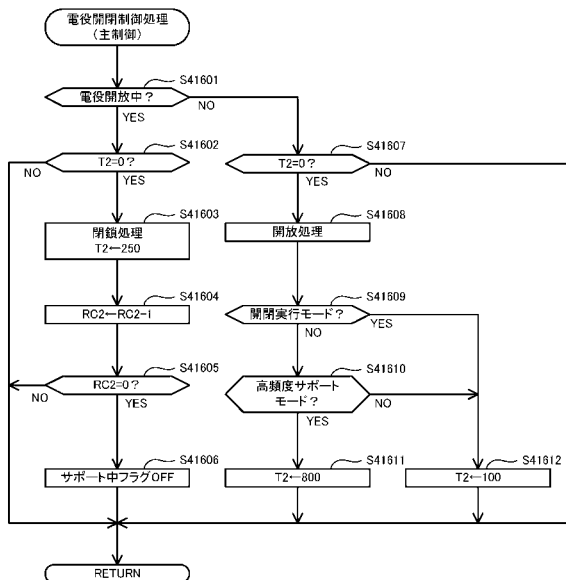 電役開閉制御処理
(主制御)
S41601
電役開放中?
NO
YES
S41602
T2=0?
NO
YES
S41607
T2=0?
NO
YES
S41603
閉鎖処理
T2←250
S41608
開放処理
S41604
RC2←RC2-1
S41609
開閉実行モード?
YES
NO
S41605
RC2=0?
NO
YES
S41610
高頻度サポート
モード?
NO
YES
S41606
サポート中フラグOFF
S41611
T2←800
S41612
T2←100
RETURN